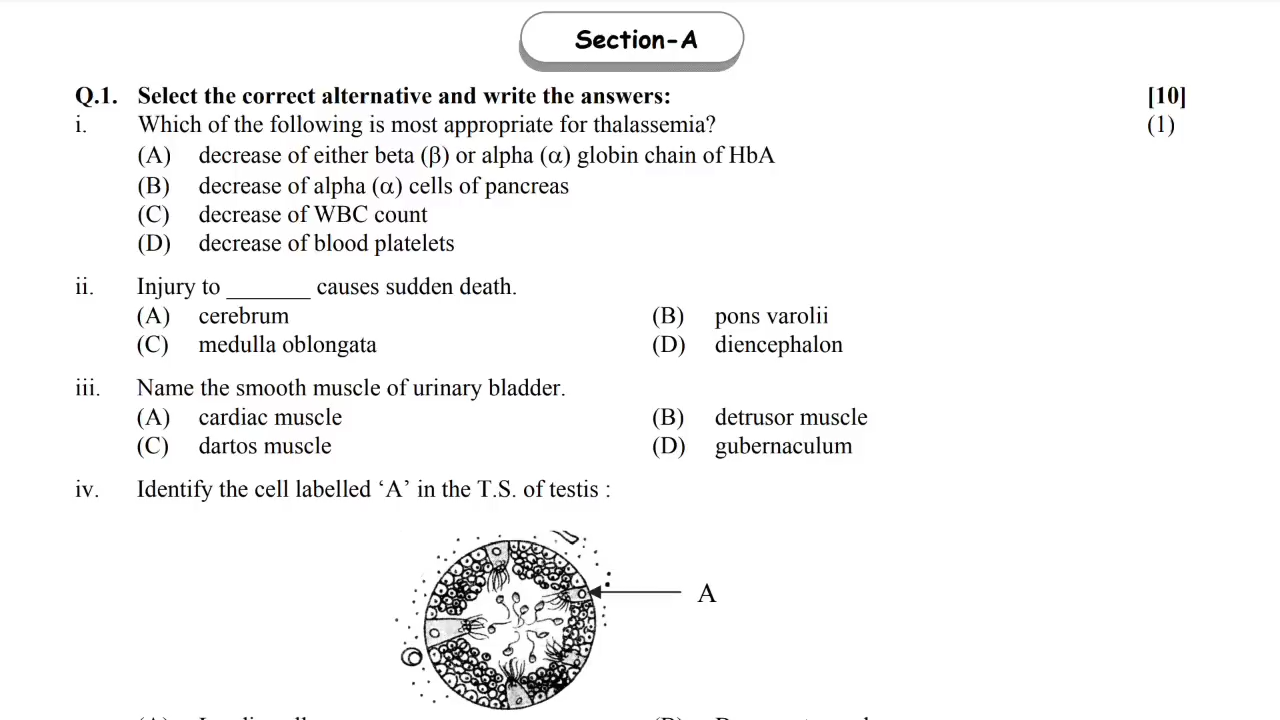 Section-A
Q.1. Select the correct alternative and write the answers: [10]
i. Which of the following is most appropriate for thalassemia? (1)
(A) decrease of either beta (β) or alpha (α) globin chain of HbA
(B) decrease of alpha (α) cells of pancreas
(C) decrease of WBC count
(D) decrease of blood platelets
ii. Injury to _______ causes sudden death.
(A) cerebrum (B) pons varolii
(C) medulla oblongata (D) diencephalon
iii. Name the smooth muscle of urinary bladder.
(A) cardiac muscle (B) detrusor muscle
(C) dartos muscle (D) gubernaculum
iv. Identify the cell labelled ‘A’ in the T.S. of testis :
A